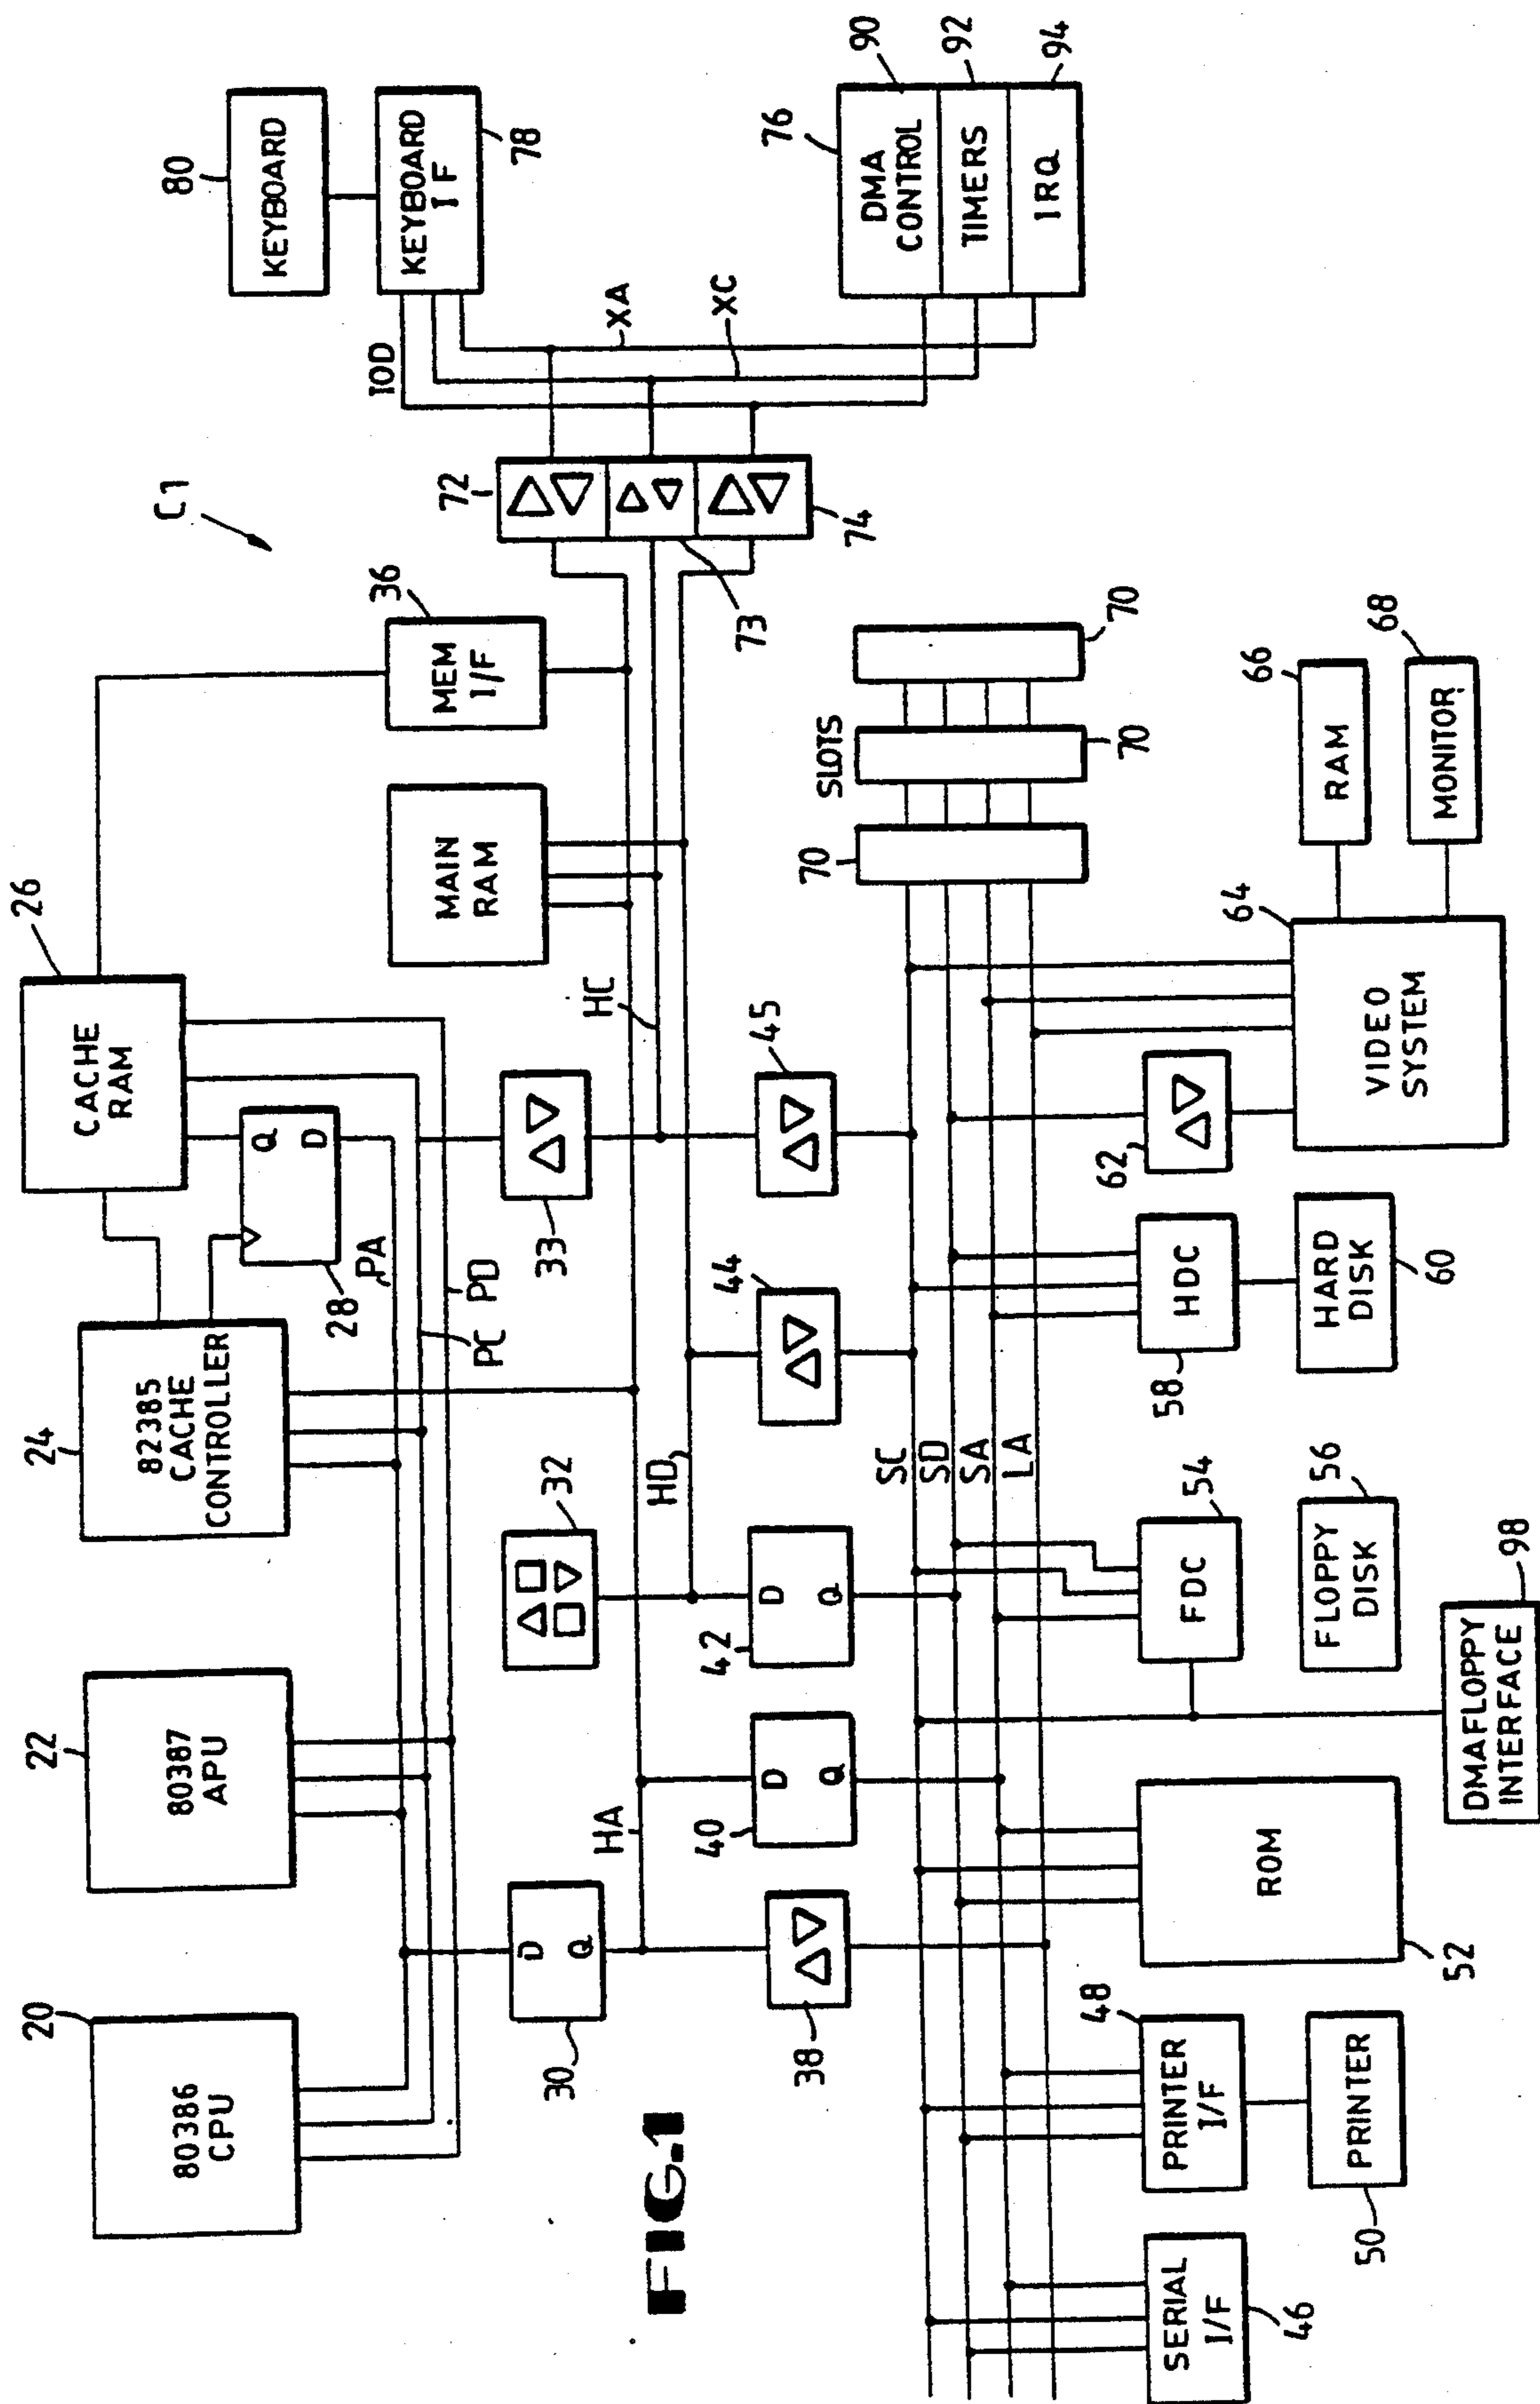 20
80386
CPU
22
80387
APU
24
82385
CACHE
CONTROLLER
26
CACHE
RAM
Q
D
28
PA
PC
PD
C1
80
KEYBOARD
KEYBOARD
I F
78
IOD
XA
XC
36
MEM
I/F
MAIN
RAM
72
73
74
76
DMA
CONTROL
90
TIMERS
92
IRQ
94
D
Q
30
32
33
HA
HD
HC
38
D
Q
40
D
Q
42
44
45
SLOTS
70
70
70
SC
SD
SA
LA
FIG.1
SERIAL
I/F
46
48
PRINTER
I/F
PRINTER
50
ROM
52
FDC
54
FLOPPY
DISK
56
DMAFLOPPY
INTERFACE
98
HDC
58
HARD
DISK
60
62
64
VIDEO
SYSTEM
66
RAM
68
MONITOR